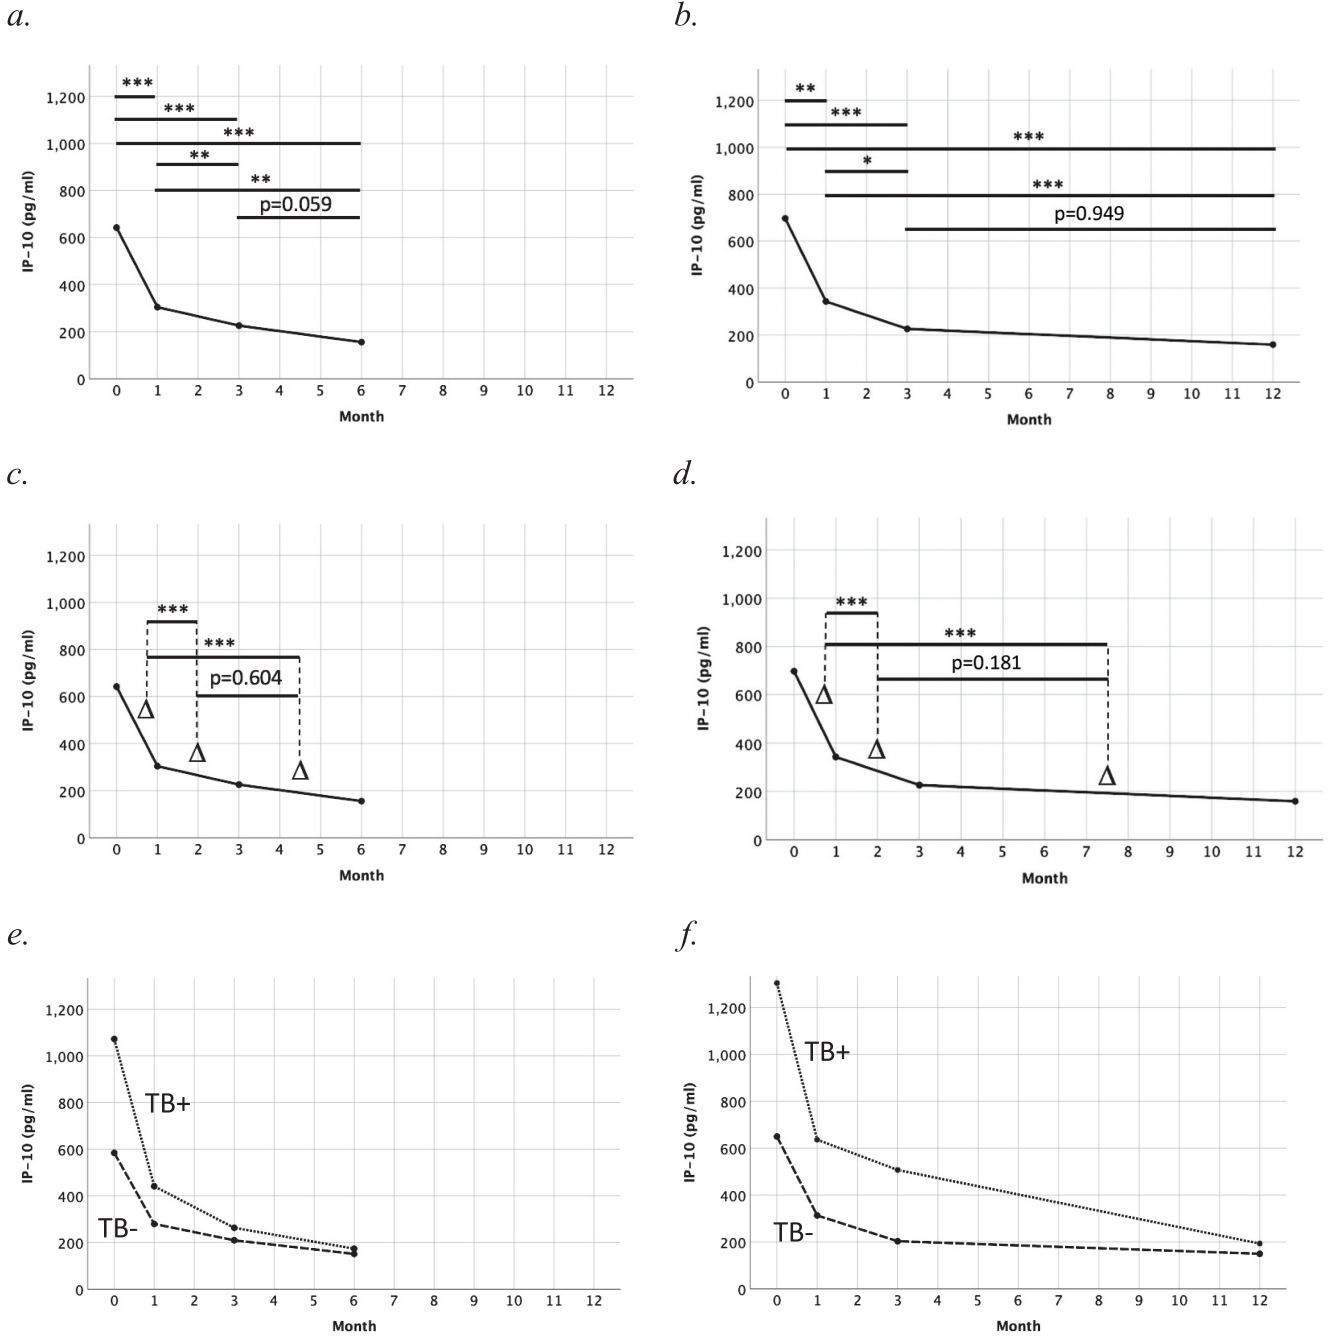 a.
***
1,200
***
***
1,000
**
**
800
p=0.059
600
400
200
0
IP-10 (pg/ml)
0 1 2 3 4 5 6 7 8 9 10 11 12
Month
b.
**
1,200
***
***
1,000
*
***
800
p=0.949
600
400
200
0
IP-10 (pg/ml)
0 1 2 3 4 5 6 7 8 9 10 11 12
Month
c.
1,200
1,000
***
800
***
p=0.604
600
Δ
400
Δ
Δ
200
0
IP-10 (pg/ml)
0 1 2 3 4 5 6 7 8 9 10 11 12
Month
d.
1,200
1,000
***
800
***
p=0.181
600
Δ
400
Δ
Δ
200
0
IP-10 (pg/ml)
0 1 2 3 4 5 6 7 8 9 10 11 12
Month
e.
1,200
1,000
800
TB+
600
400
TB-
200
0
IP-10 (pg/ml)
0 1 2 3 4 5 6 7 8 9 10 11 12
Month
f.
1,200
1,000
TB+
800
600
400
TB-
200
0
IP-10 (pg/ml)
0 1 2 3 4 5 6 7 8 9 10 11 12
Month